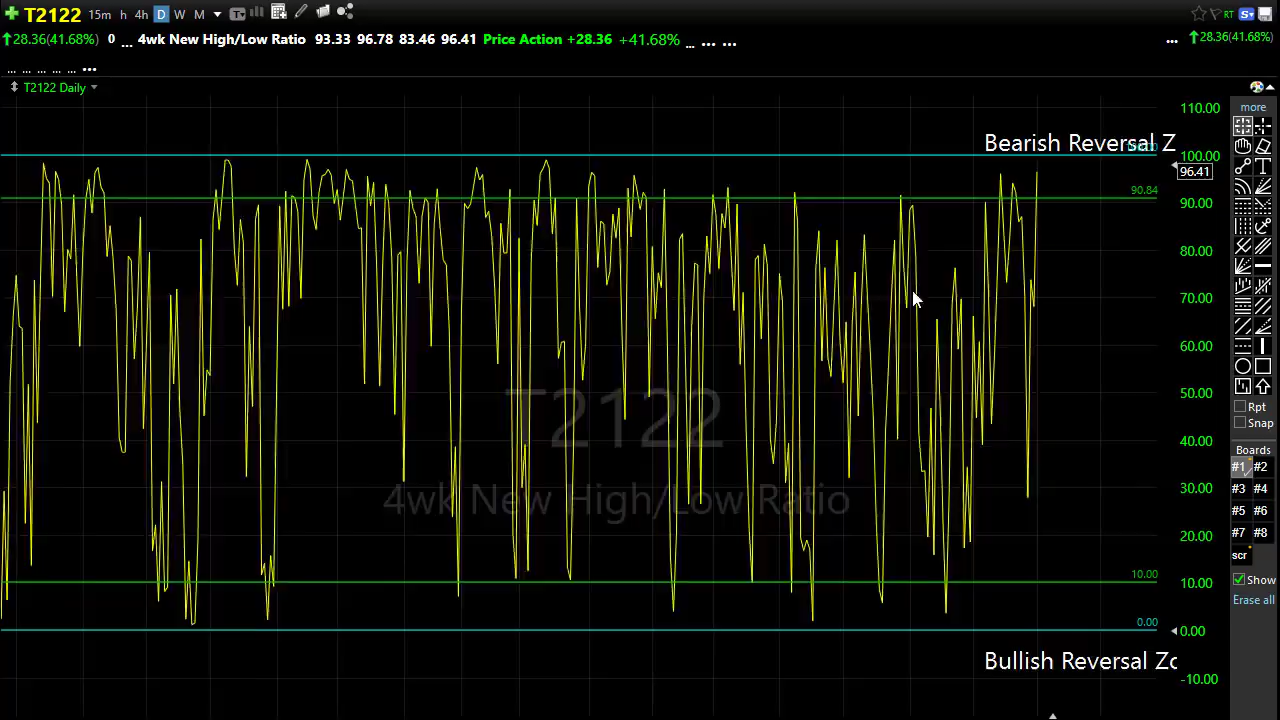 T2122 15m h 4h D W M RT
28.36(41.68%) 0 ... 4wk New High/Low Ratio 93.33 96.78 83.46 96.41 Price Action +28.36 +41.68% ... ... ... ... 28.36(41.68%)
... ... ... ... ... ...
T2122 Daily
more
110.00
Bearish Reversal Z
100.00
96.41
90.84
90.00
80.00
70.00
60.00
50.00
40.00
30.00
20.00
10.00
10.00
0.00
0.00
-10.00
T2122
4wk New High/Low Ratio
Bullish Reversal Zc
Rpt
Snap
Boards
#1 #2
#3 #4
#5 #6
#7 #8
scr
Show
Erase all